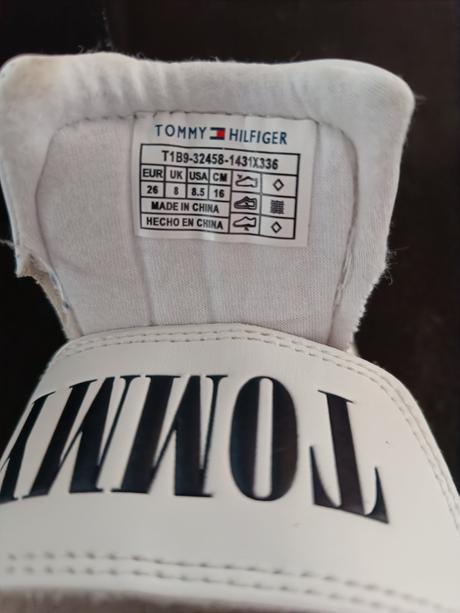 TOMMY HILFIGER
T1B9-32458-1431X336
EUR UK USA CM
26 8 8.5 16
MADE IN CHINA
HECHO EN CHINA
TOMMY